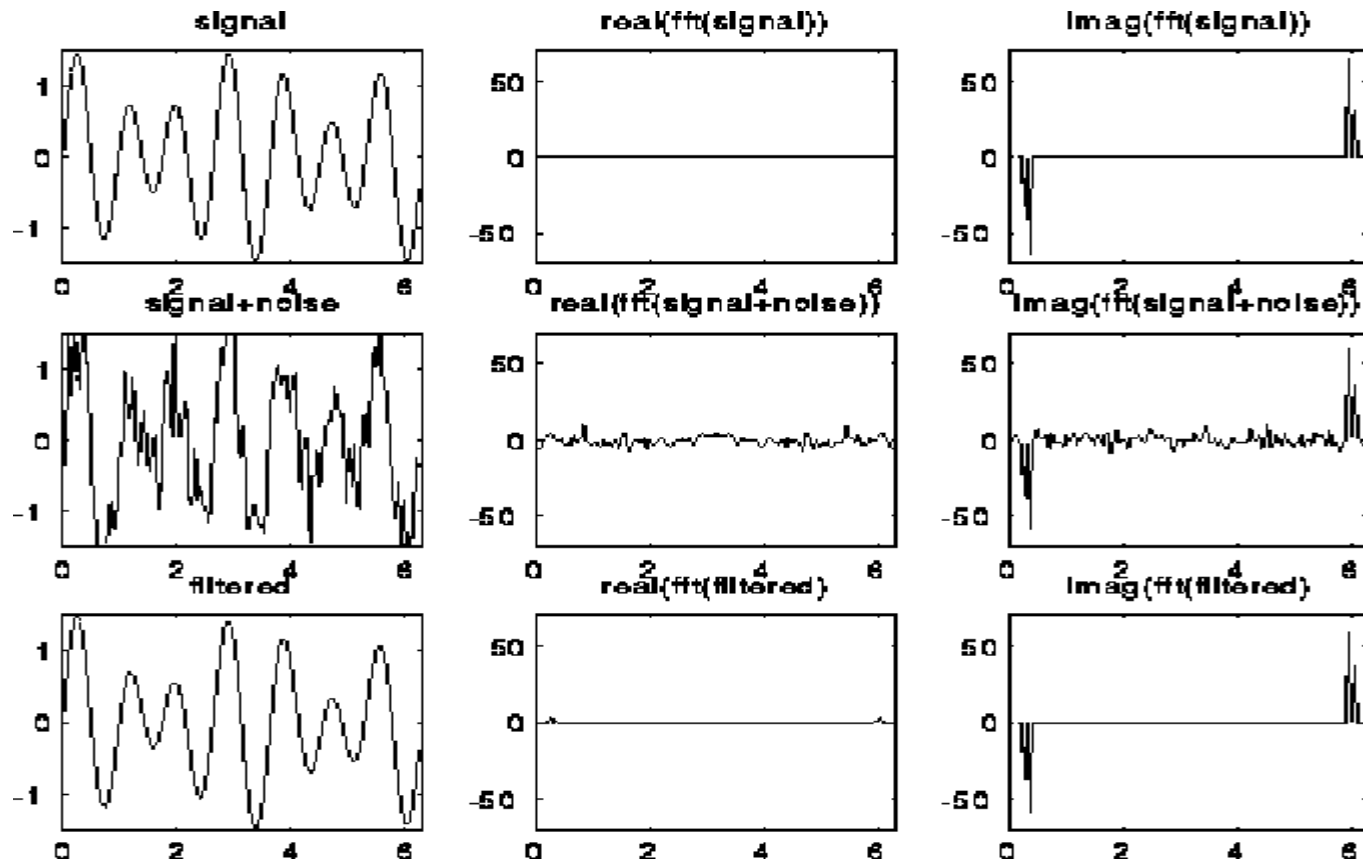 signal real(fft(signal)) imag(fft(signal))
1 50 50
0 0 0
-1 -50 -50
0 2 4 6 0 2 4 6 0 2 4 6
signal+noise real(fft(signal+noise)) imag(fft(signal+noise))
1 50 50
0 0 0
-1 -50 -50
0 2 4 6 0 2 4 6 0 2 4 6
filtered real(fft(filtered) imag(fft(filtered)
1 50 50
0 0 0
-1 -50 -50
0 2 4 6 0 2 4 6 0 2 4 6